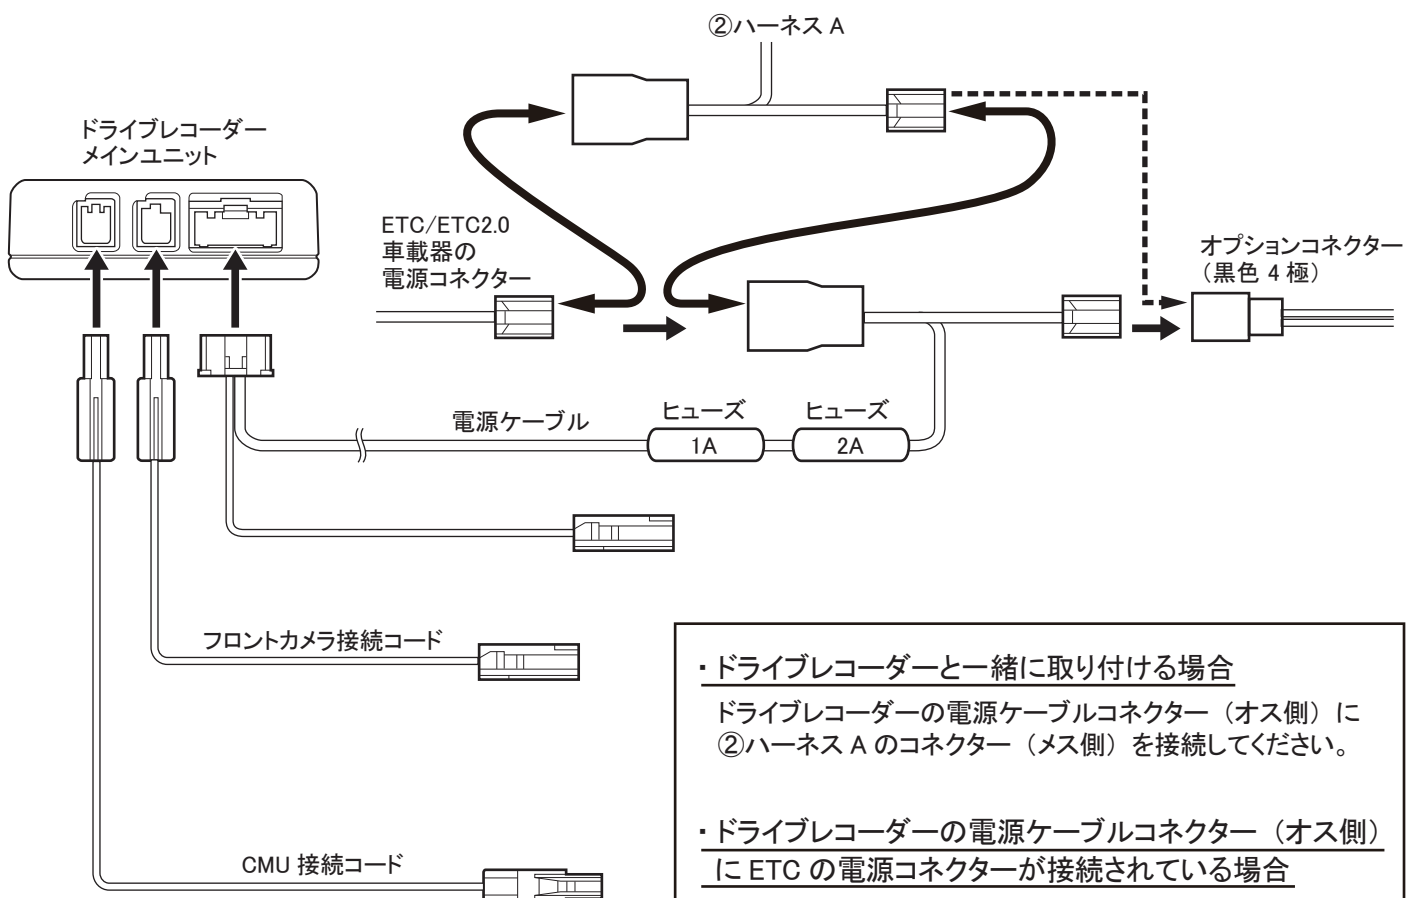 ②ハーネス A
ドライブレコーダー
メインユニット
ETC/ETC2.0
車載器の
電源コネクター
オプションコネクター
（黒色 4 極）
電源ケーブル
ヒューズ
1A
ヒューズ
2A
フロントカメラ接続コード
CMU 接続コード
・ドライブレコーダーと一緒に取り付ける場合
ドライブレコーダーの電源ケーブルコネクター（オス側）に
②ハーネス A のコネクター（メス側）を接続してください。
・ドライブレコーダーの電源ケーブルコネクター（オス側）
に ETC の電源コネクターが接続されている場合